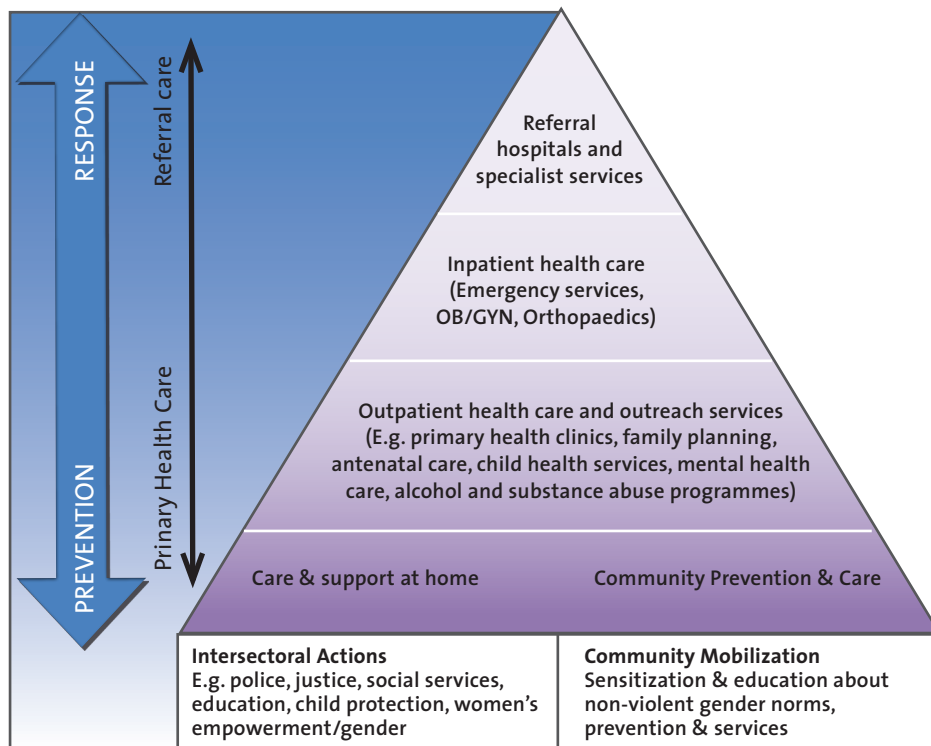 RESPONSE
PREVENTION
Referral care
Prinary Health Care
Referral
hospitals and
specialist services
Inpatient health care
(Emergency services,
OB/GYN, Orthopaedics)
Outpatient health care and outreach services
(E.g. primary health clinics, family planning,
antenatal care, child health services, mental health
care, alcohol and substance abuse programmes)
Care & support at home
Community Prevention & Care
Intersectoral Actions
E.g. police, justice, social services,
education, child protection, women's
empowerment/gender
Community Mobilization
Sensitization & education about
non-violent gender norms,
prevention & services